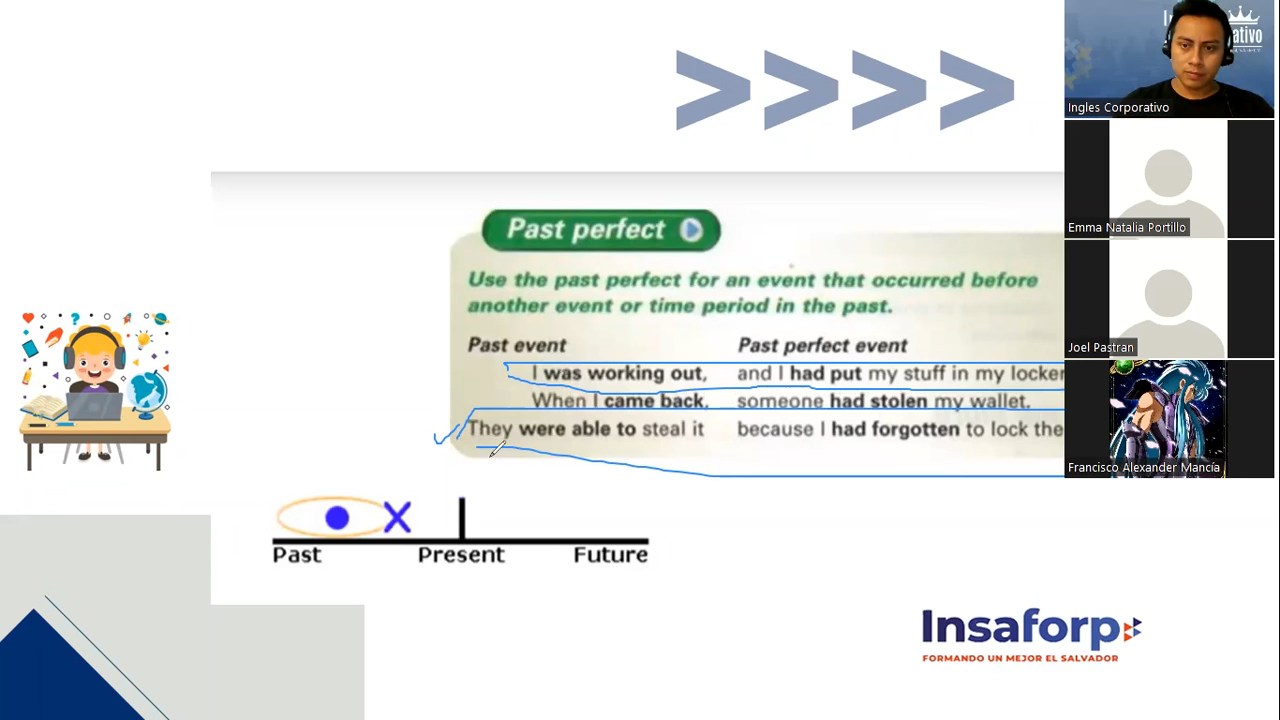 ativo
Ingles Corporativo
Emma Natalia Portillo
Joel Pastran
Francisco Alexander Mancía
Past perfect
Use the past perfect for an event that occurred before
another event or time period in the past.
Past event Past perfect event
I was working out, and I had put my stuff in my locker
When I came back, someone had stolen my wallet.
They were able to steal it because I had forgotten to lock the
Past Present Future
Insaforp
FORMANDO UN MEJOR EL SALVADOR